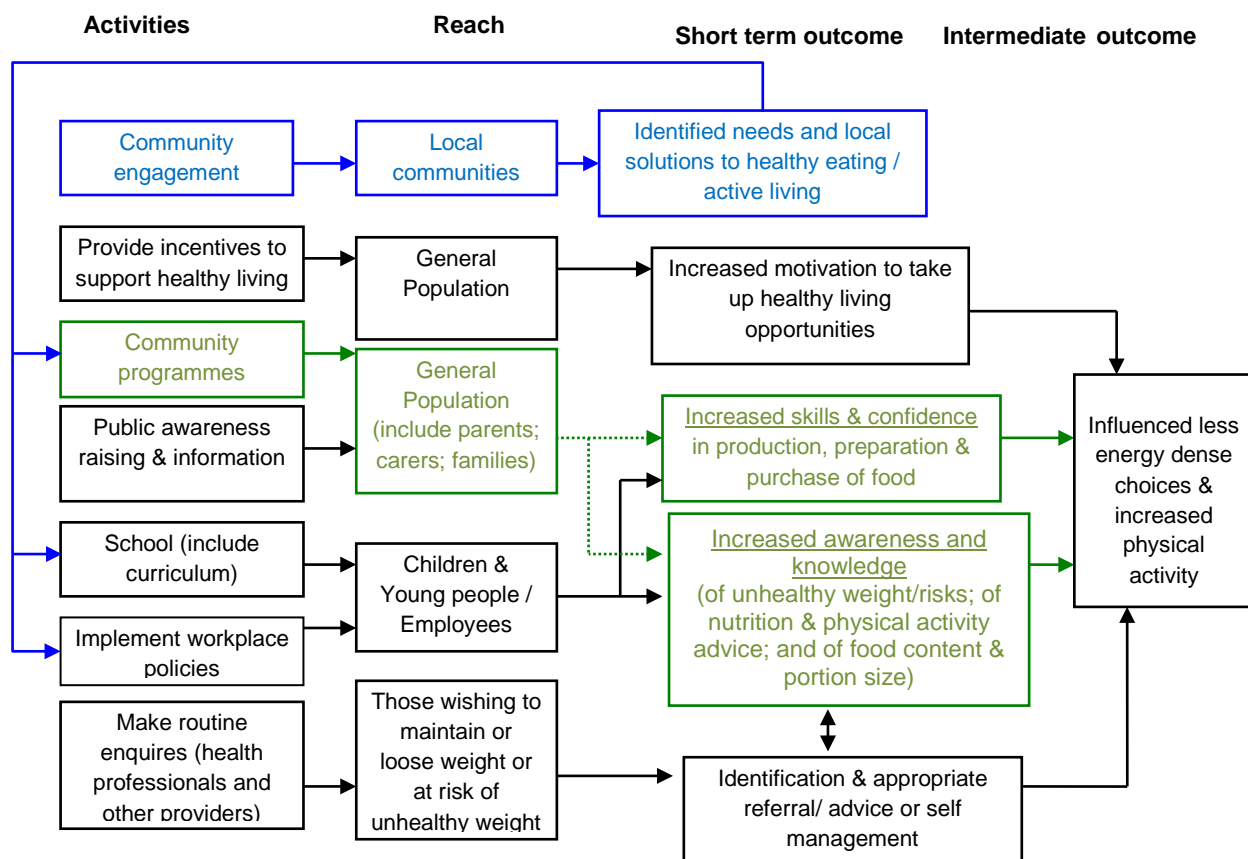 Activities
Reach
Short term outcome
Intermediate outcome
Community
engagement
Local
communities
Identified needs and local
solutions to healthy eating /
active living
Provide incentives to
support healthy living
General
Population
Increased motivation to take
up healthy living
opportunities
Community
programmes
General
Population
(include parents;
carers; families)
Public awareness
raising & information
Increased skills & confidence
in production, preparation &
purchase of food
Influenced less
energy dense
choices &
increased
physical
activity
School (include
curriculum)
Children &
Young people /
Employees
Increased awareness and
knowledge
(of unhealthy weight/risks; of
nutrition & physical activity
advice; and of food content &
portion size)
Implement workplace
policies
Make routine
enquires (health
professionals and
other providers)
Those wishing to
maintain or
loose weight or
at risk of
unhealthy weight
Identification & appropriate
referral/ advice or self
management